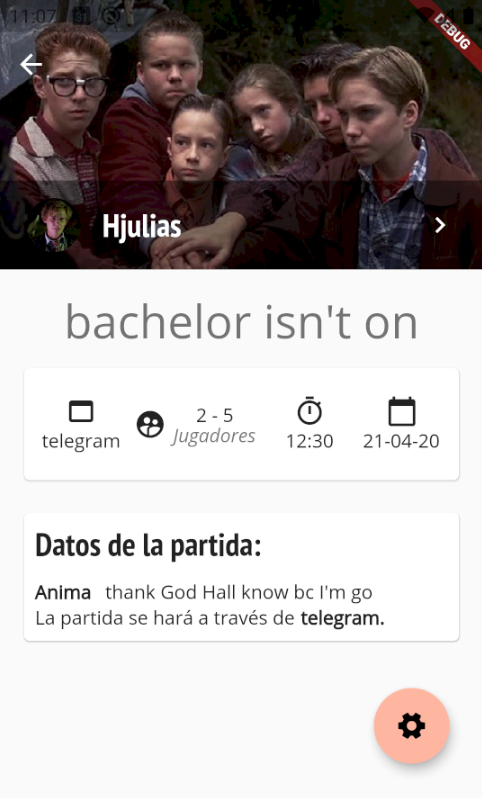 11:07
DEBUG
Hjulias
bachelor isn't on
telegram
2 - 5
Jugadores
12:30
21-04-20
Datos de la partida:
Anima thank God Hall know bc I'm go
La partida se hará a través de telegram.